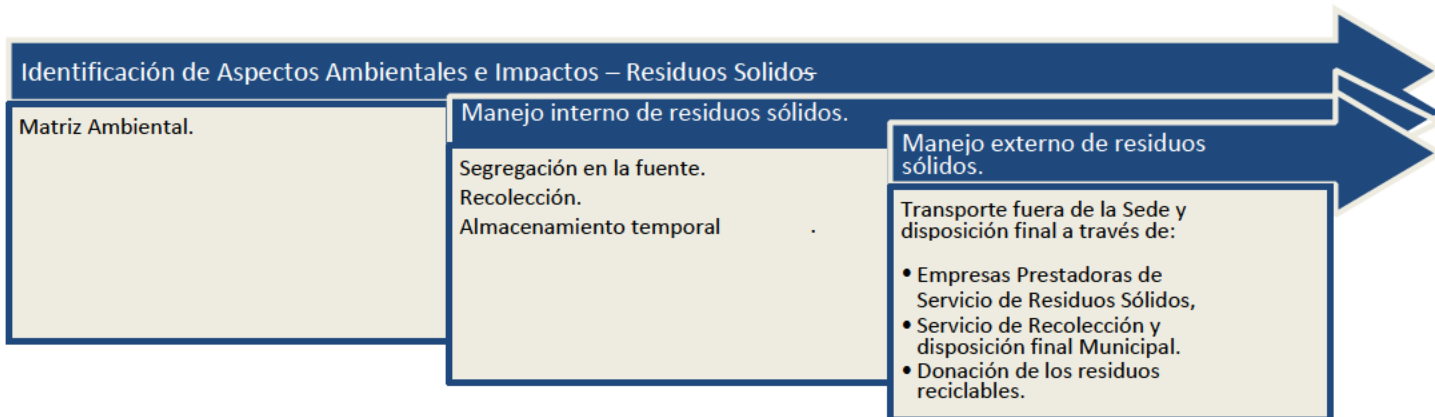 Identificación de Aspectos Ambientales e Impactos – Residuos Solidos
Matriz Ambiental.
Manejo interno de residuos sólidos.
Segregación en la fuente.
Recolección.
Almacenamiento temporal .
Manejo externo de residuos
sólidos.
Transporte fuera de la Sede y
disposición final a través de:
• Empresas Prestadoras de
Servicio de Residuos Sólidos,
• Servicio de Recolección y
disposición final Municipal.
• Donación de los residuos
reciclables.